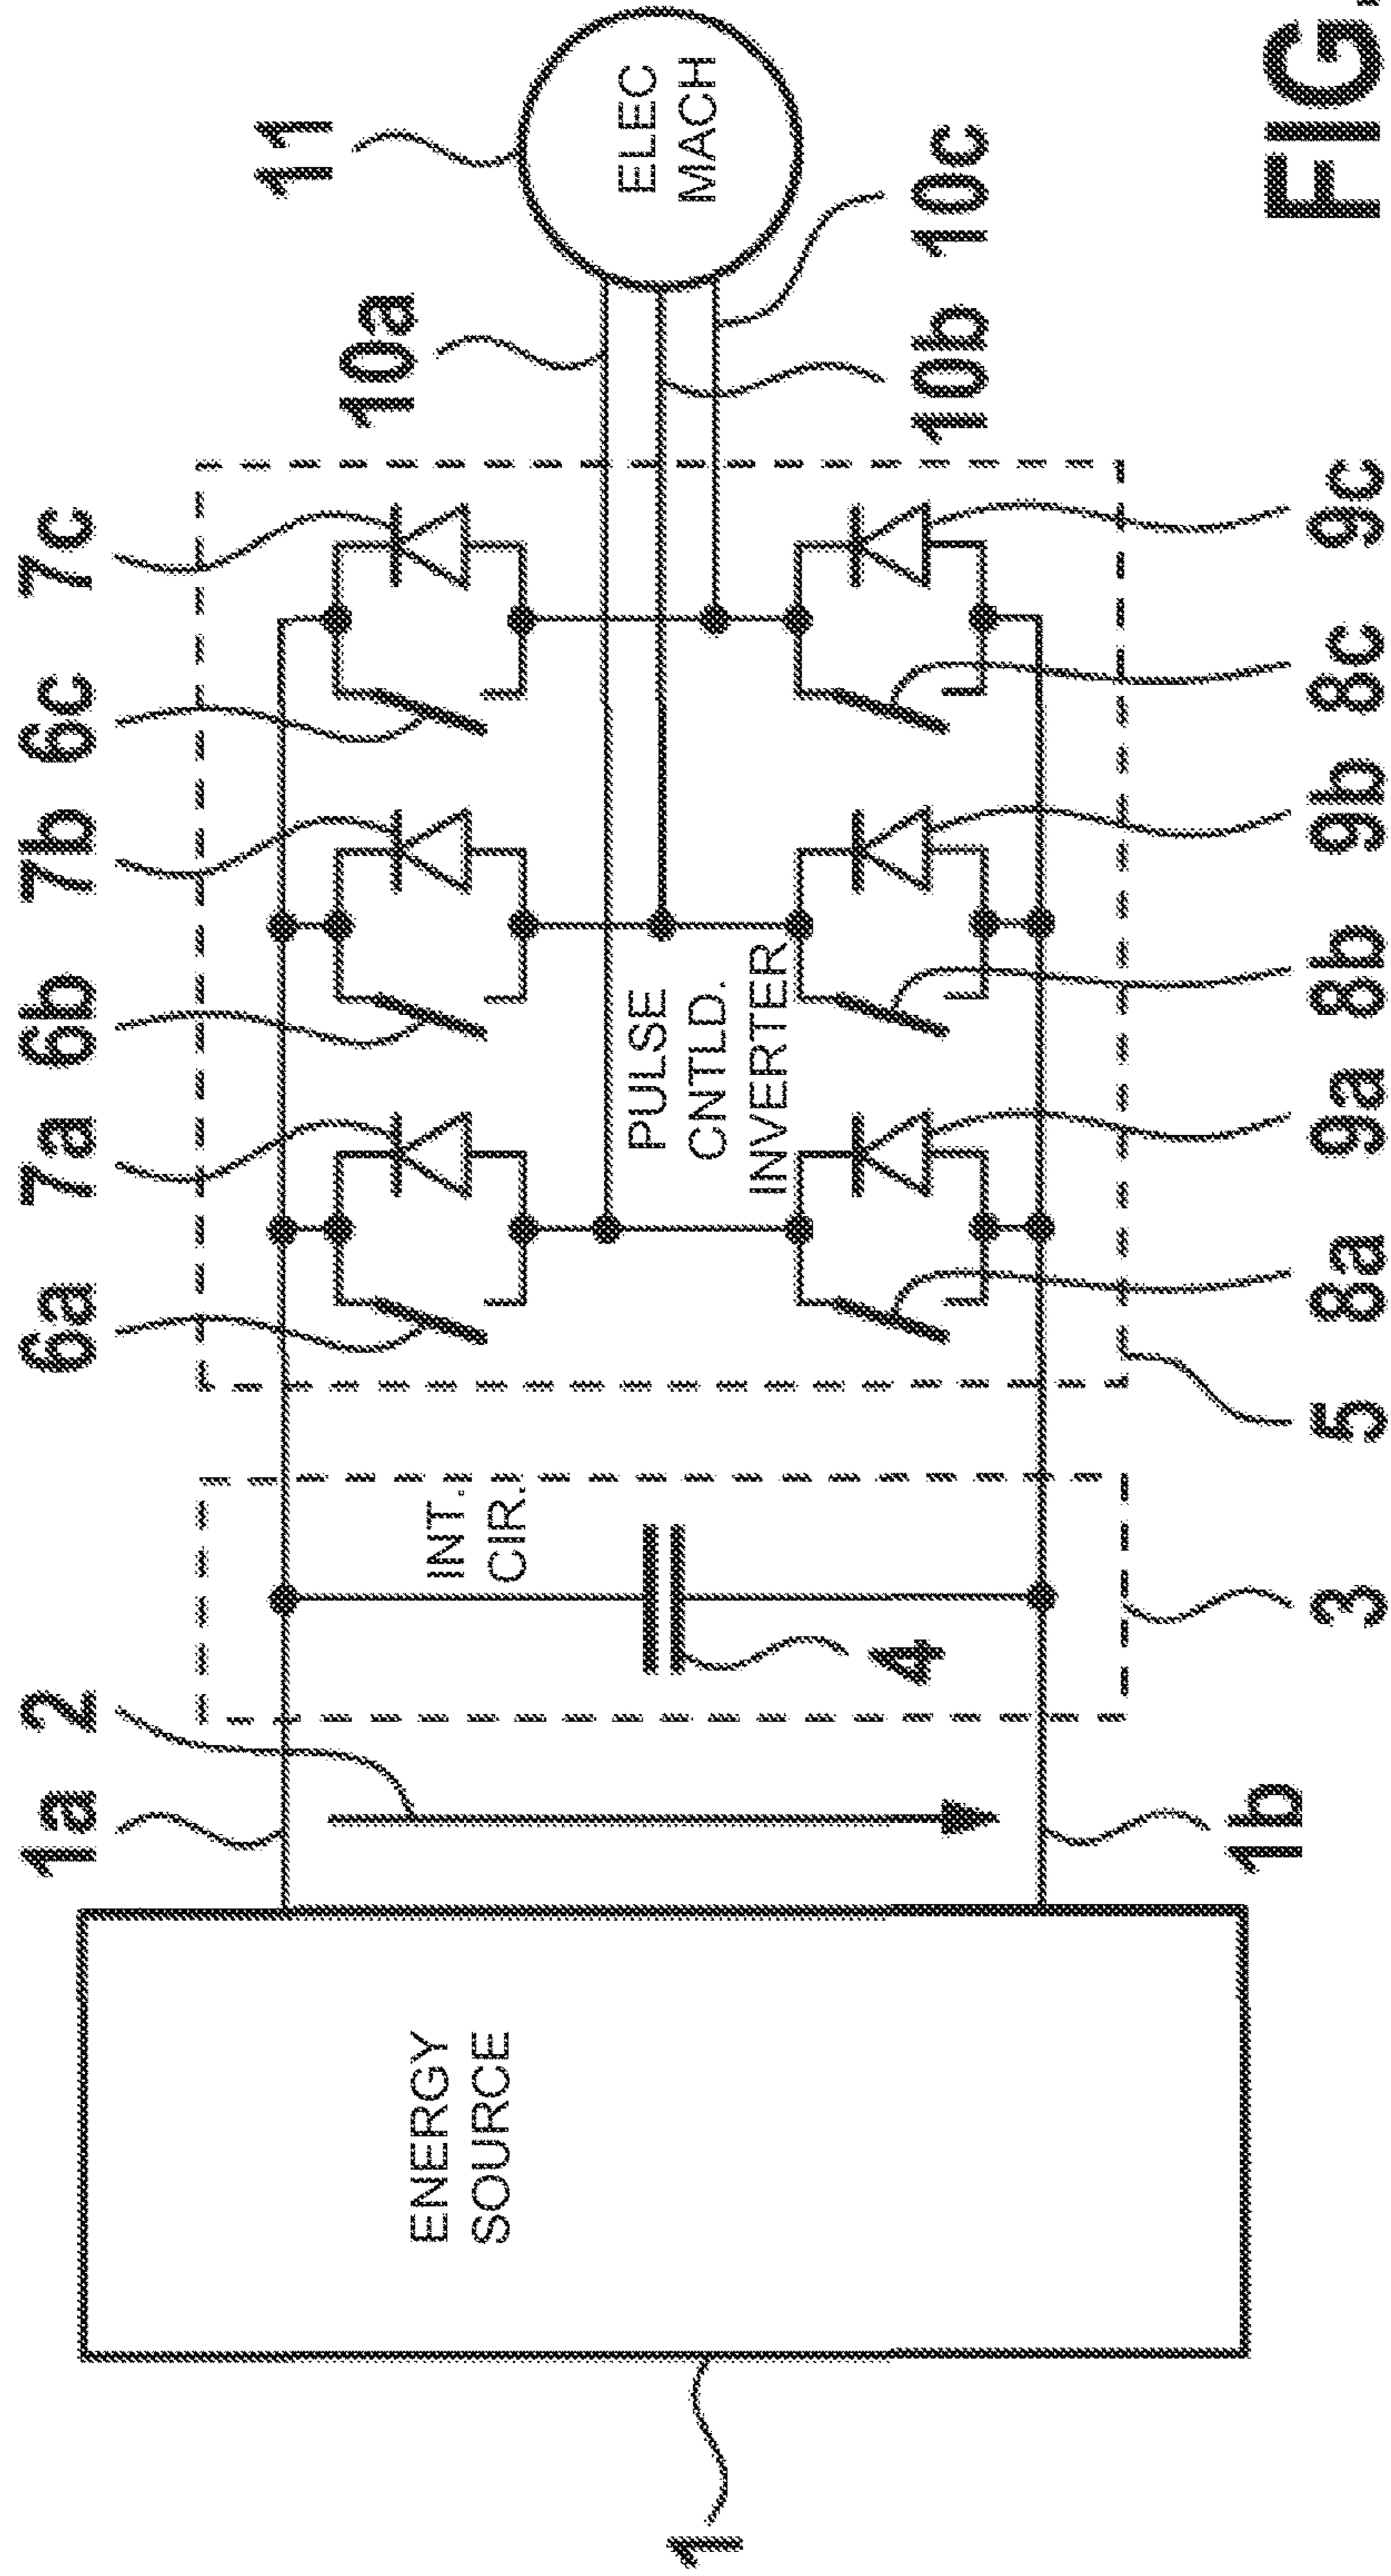 6a 7a 6b 7b 6c 7c
1a 2
11
10a
ENERGY
SOURCE
INT.
CIR.
4
PULSE
CNTLD.
INVERTER
ELEC
MACH
10b 10c
1
1b
3 5 8a 9a 8b 9b 8c 9c
FIG.